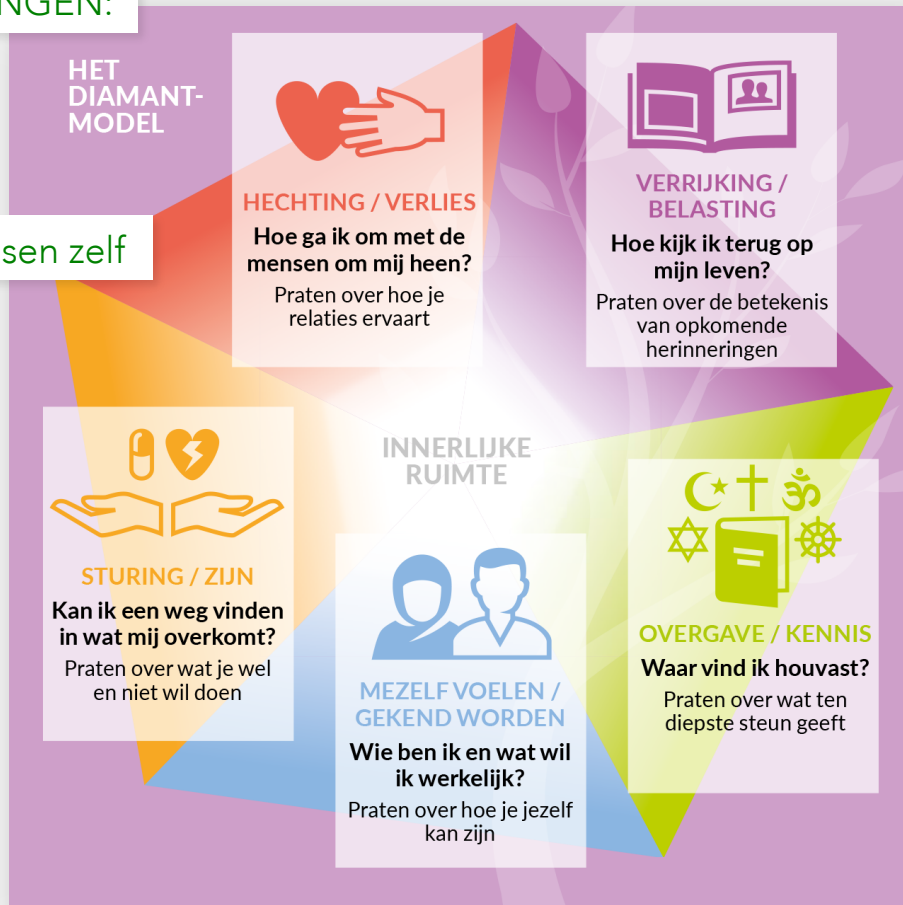 NGEN:
HET
DIAMANT-
MODEL
sen zelf
HECHTING / VERLIES
Hoe ga ik om met de
mensen om mij heen?
Praten over hoe je
relaties ervaart
VERRIJKING /
BELASTING
Hoe kijk ik terug op
mijn leven?
Praten over de betekenis
van opkomende
herinneringen
INNERLIJKE
RUIMTE
STURING / ZIJN
Kan ik een weg vinden
in wat mij overkomt?
Praten over wat je wel
en niet wil doen
MEZELF VOELEN /
GEKEND WORDEN
Wie ben ik en wat wil
ik werkelijk?
Praten over hoe je jezelf
kan zijn
OVERGAVE / KENNIS
Waar vind ik houvast?
Praten over wat ten
diepste steun geeft